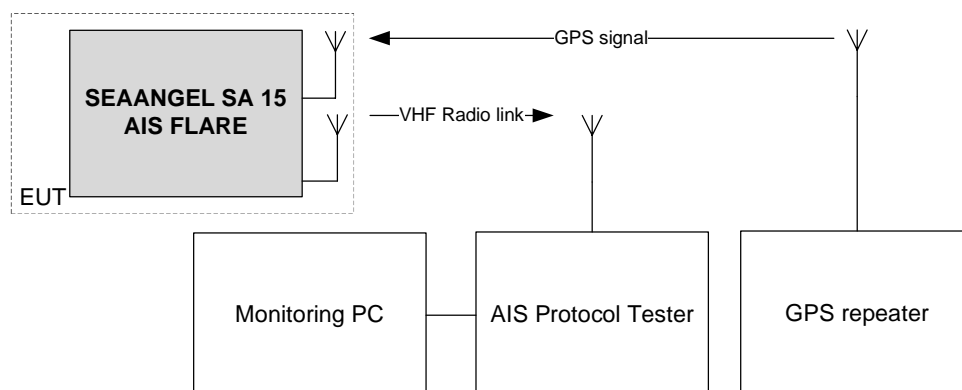 SEAANGEL SA 15
AIS FLARE
EUT
GPS signal
VHF Radio link
Monitoring PC
AIS Protocol Tester
GPS repeater